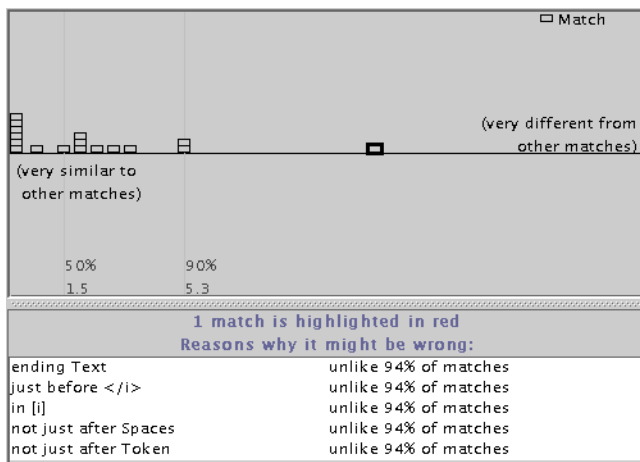 Match
(very different from
other matches)
(very similar to
other matches)
50% 90%
1.5 5.3
1 match is highlighted in red
Reasons why it might be wrong:
ending Text unlike 94% of matches
just before </i> unlike 94% of matches
in [i] unlike 94% of matches
not just after Spaces unlike 94% of matches
not just after Token unlike 94% of matches